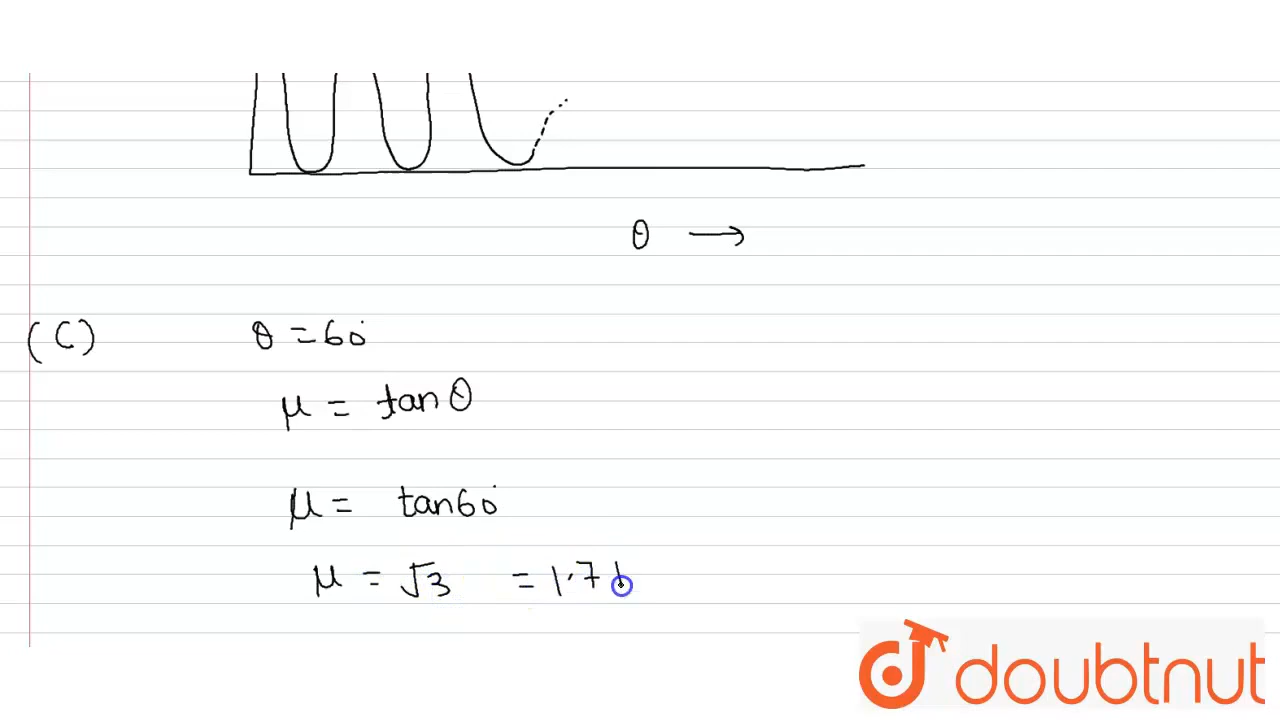 θ →
(C) θ = 60°
μ = tan θ
μ = tan 60°
μ = √3 = 1.7
doubtnut